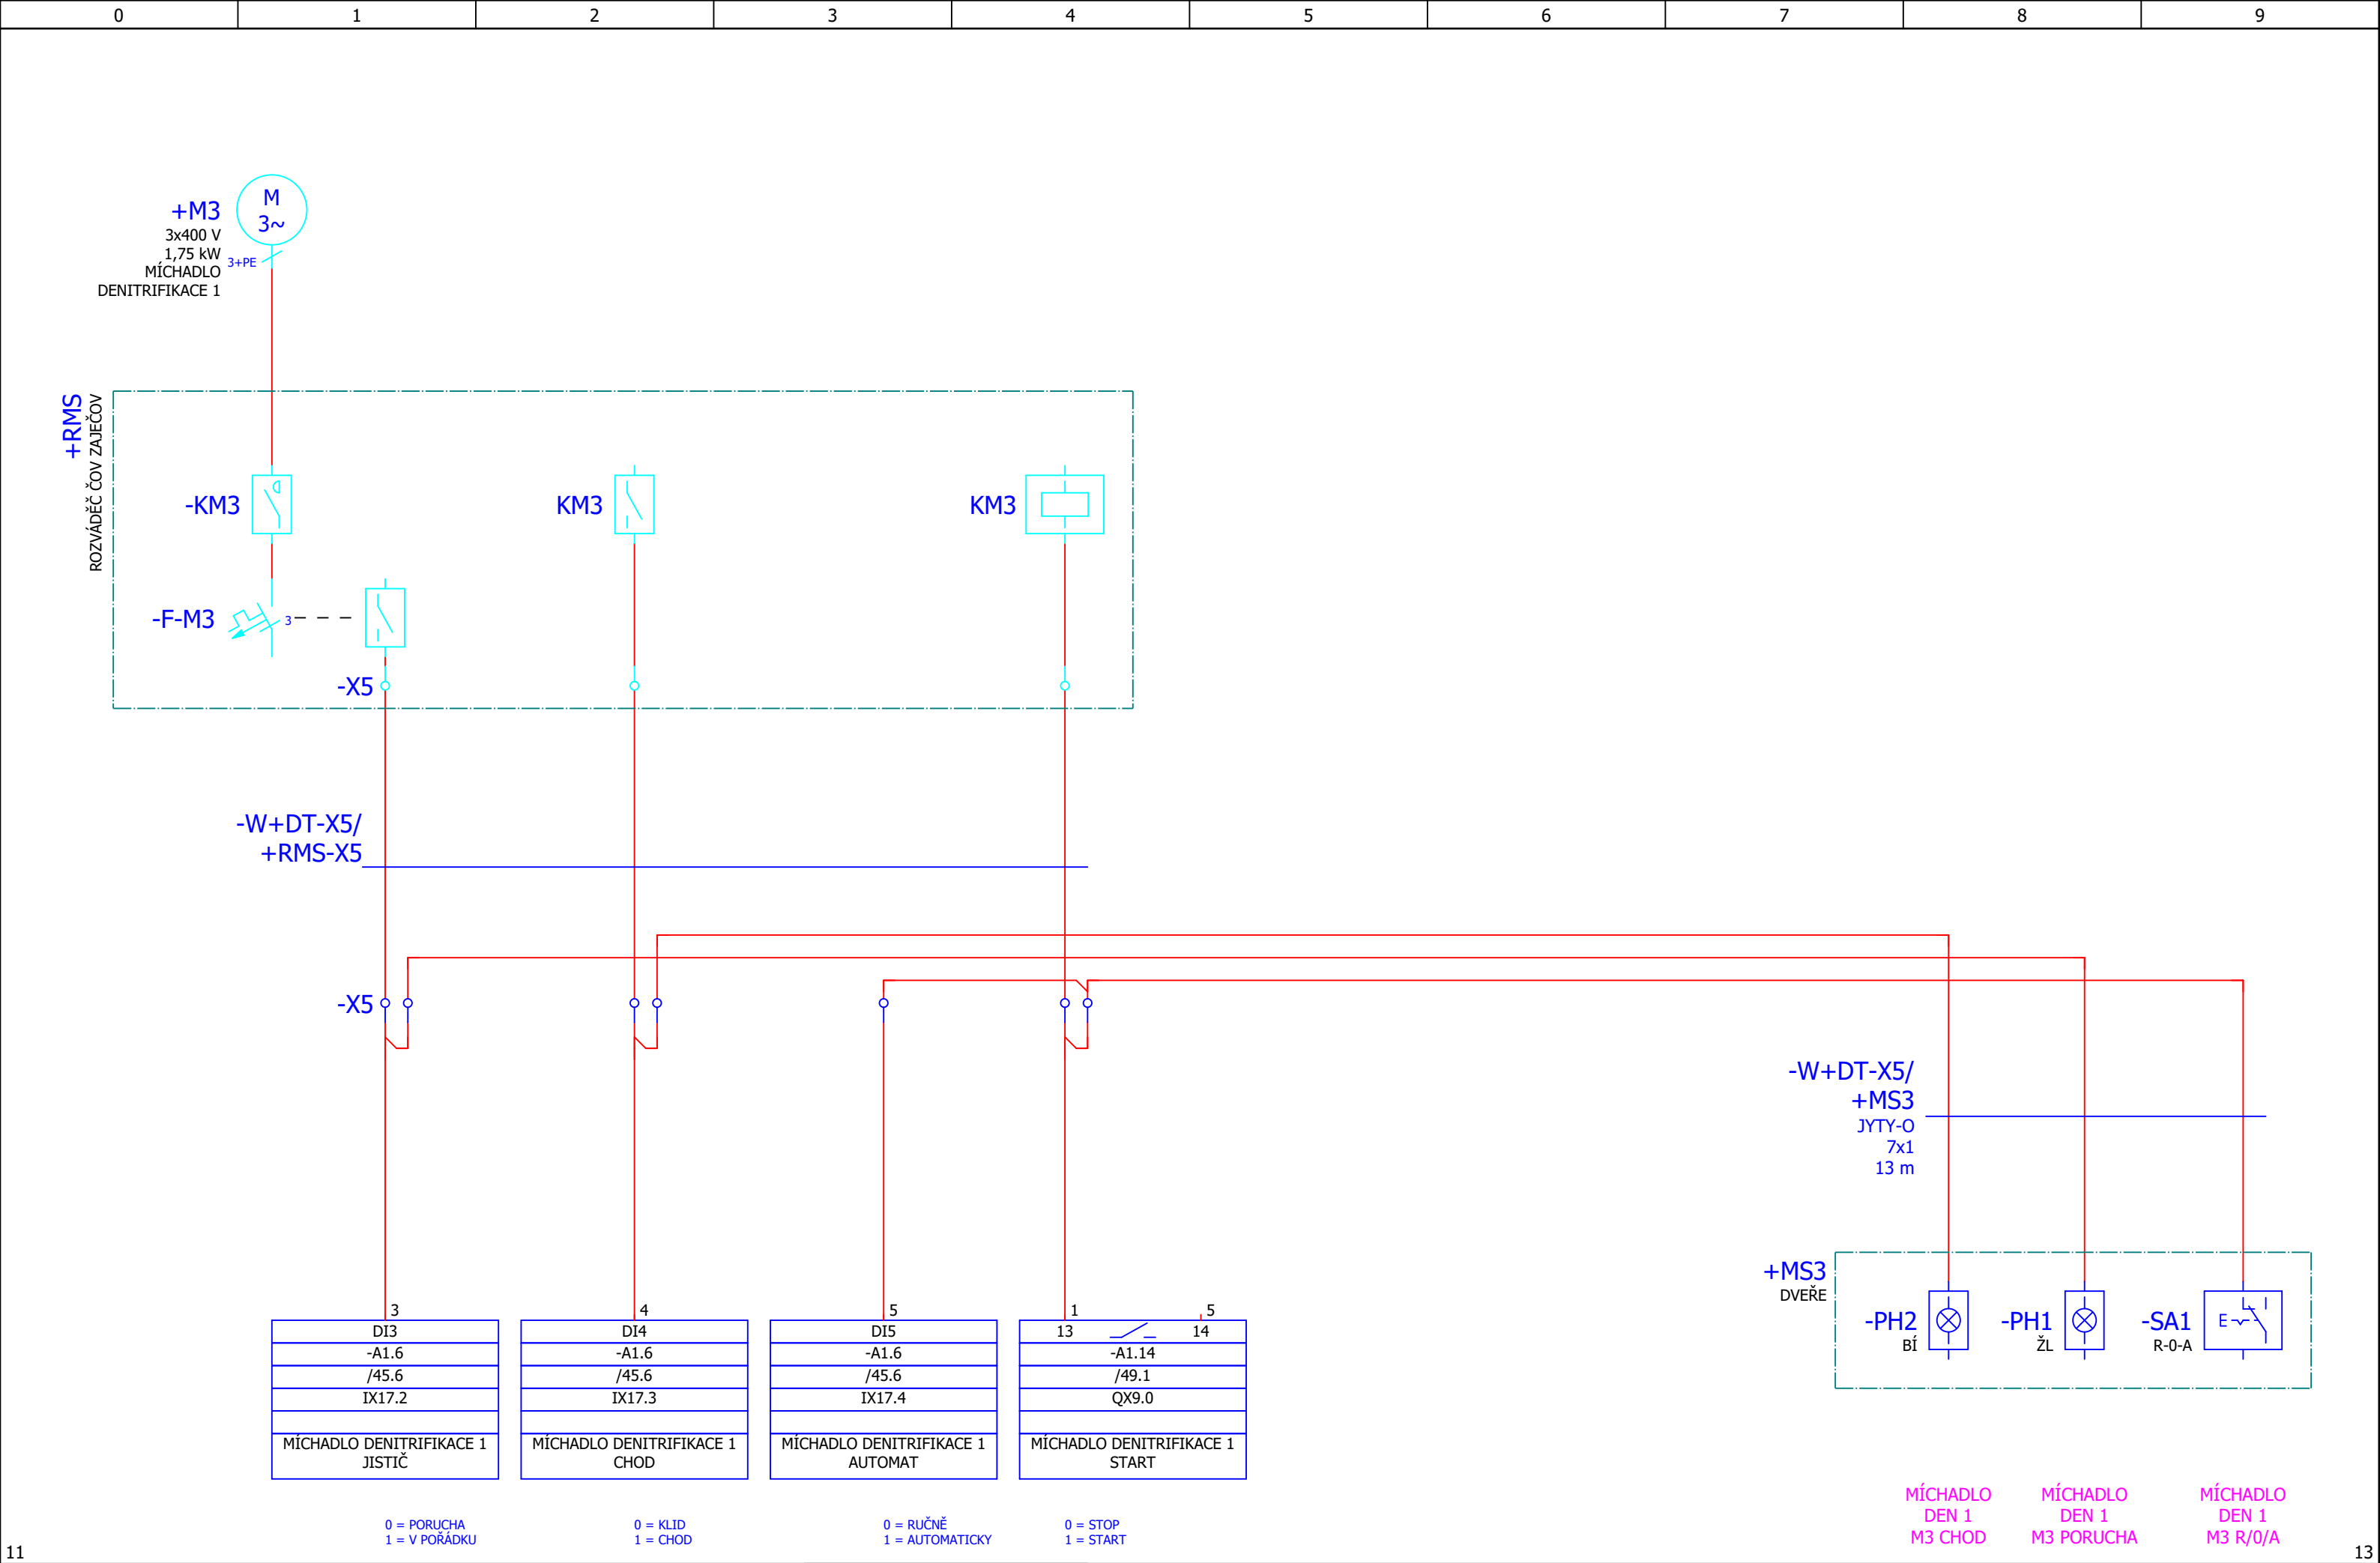 0 1 2 3 4 5 6 7 8 9
+M3
3x400 V
1,75 kW
MÍCHADLO
DENITRIFIKACE 1
M
3~
3+PE
+RMS
ROZVÁDĚČ ČOV ZAJEČOV
-KM3
KM3
KM3
-F-M3
3
-X5
-W+DT-X5/
+RMS-X5
-X5
-W+DT-X5/
+MS3
JYTY-O
7x1
13 m
+MS3
DVEŘE
-PH2
BÍ
-PH1
ŽL
-SA1
R-0-A
E
3
DI3
-A1.6
/45.6
IX17.2
MÍCHADLO DENITRIFIKACE 1
JISTIČ
0 = PORUCHA
1 = V POŘÁDKU
4
DI4
-A1.6
/45.6
IX17.3
MÍCHADLO DENITRIFIKACE 1
CHOD
0 = KLID
1 = CHOD
5
DI5
-A1.6
/45.6
IX17.4
MÍCHADLO DENITRIFIKACE 1
AUTOMAT
0 = RUČNĚ
1 = AUTOMATICKY
1 5
13 14
-A1.14
/49.1
QX9.0
MÍCHADLO DENITRIFIKACE 1
START
0 = STOP
1 = START
MÍCHADLO
DEN 1
M3 CHOD
MÍCHADLO
DEN 1
M3 PORUCHA
MÍCHADLO
DEN 1
M3 R/0/A
11
13